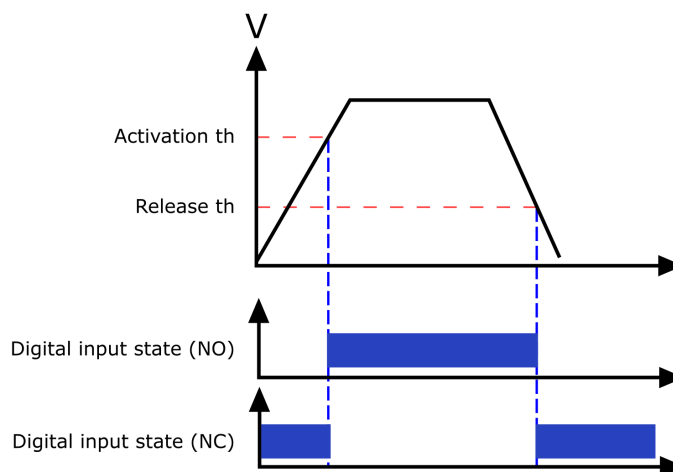 V
Activation th
Release th
Digital input state (NO)
Digital input state (NC)